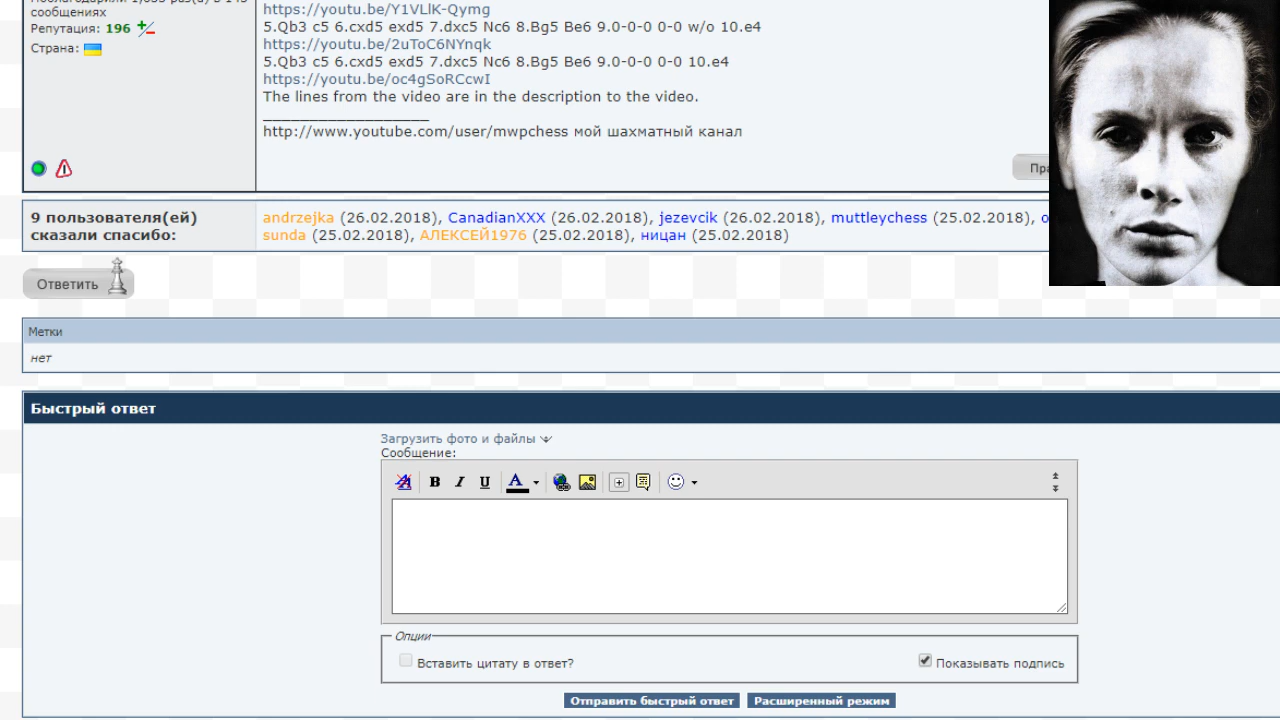 Поблагодарили 1,653 раз(а) в 143
сообщениях
Репутация: 196
Страна:
https://youtu.be/Y1VLlK-Qymg
5.Qb3 c5 6.cxd5 exd5 7.dxc5 Nc6 8.Bg5 Be6 9.0-0-0 0-0 w/o 10.e4
https://youtu.be/2uToC6NYnqk
5.Qb3 c5 6.cxd5 exd5 7.dxc5 Nc6 8.Bg5 Be6 9.0-0-0 0-0 10.e4
https://youtu.be/oc4gSoRCcwI
The lines from the video are in the description to the video.
__________________
http://www.youtube.com/user/mwpchess мой шахматный канал
9 пользователя(ей)
сказали спасибо:
andrzejka (26.02.2018), CanadianXXX (26.02.2018), jezevcik (26.02.2018), muttleychess (25.02.2018),
sunda (25.02.2018), АЛЕКСЕЙ1976 (25.02.2018), ницан (25.02.2018)
Ответить
Метки
нет
Быстрый ответ
Загрузить фото и файлы
Сообщение:
B I U A
Опции
Вставить цитату в ответ?
Показывать подпись
Отправить быстрый ответ
Расширенный режим